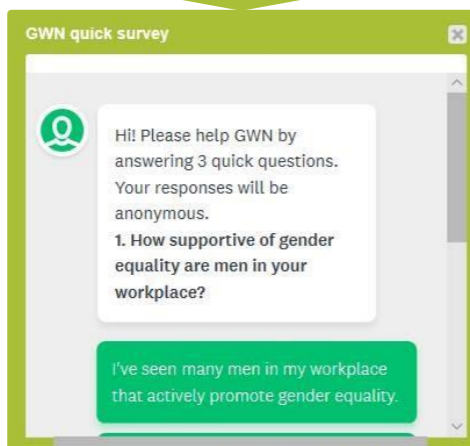 GWN quick survey
Hi! Please help GWN by
answering 3 quick questions.
Your responses will be
anonymous.
1. How supportive of gender
equality are men in your
workplace?
I've seen many men in my workplace
that actively promote gender equality.